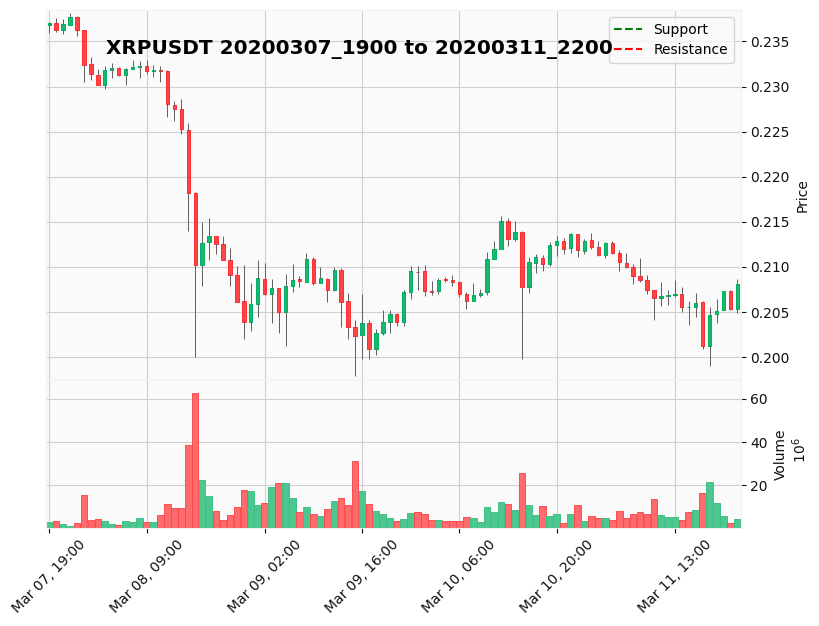 XRPUSDT 20200307_1900 to 20200311_2200
Support
Resistance
0.235
0.230
0.225
0.220
0.215
0.210
0.205
0.200
Price
60
40
20
Volume
10^6
Mar 07, 19:00
Mar 08, 09:00
Mar 09, 02:00
Mar 09, 16:00
Mar 10, 06:00
Mar 10, 20:00
Mar 11, 13:00